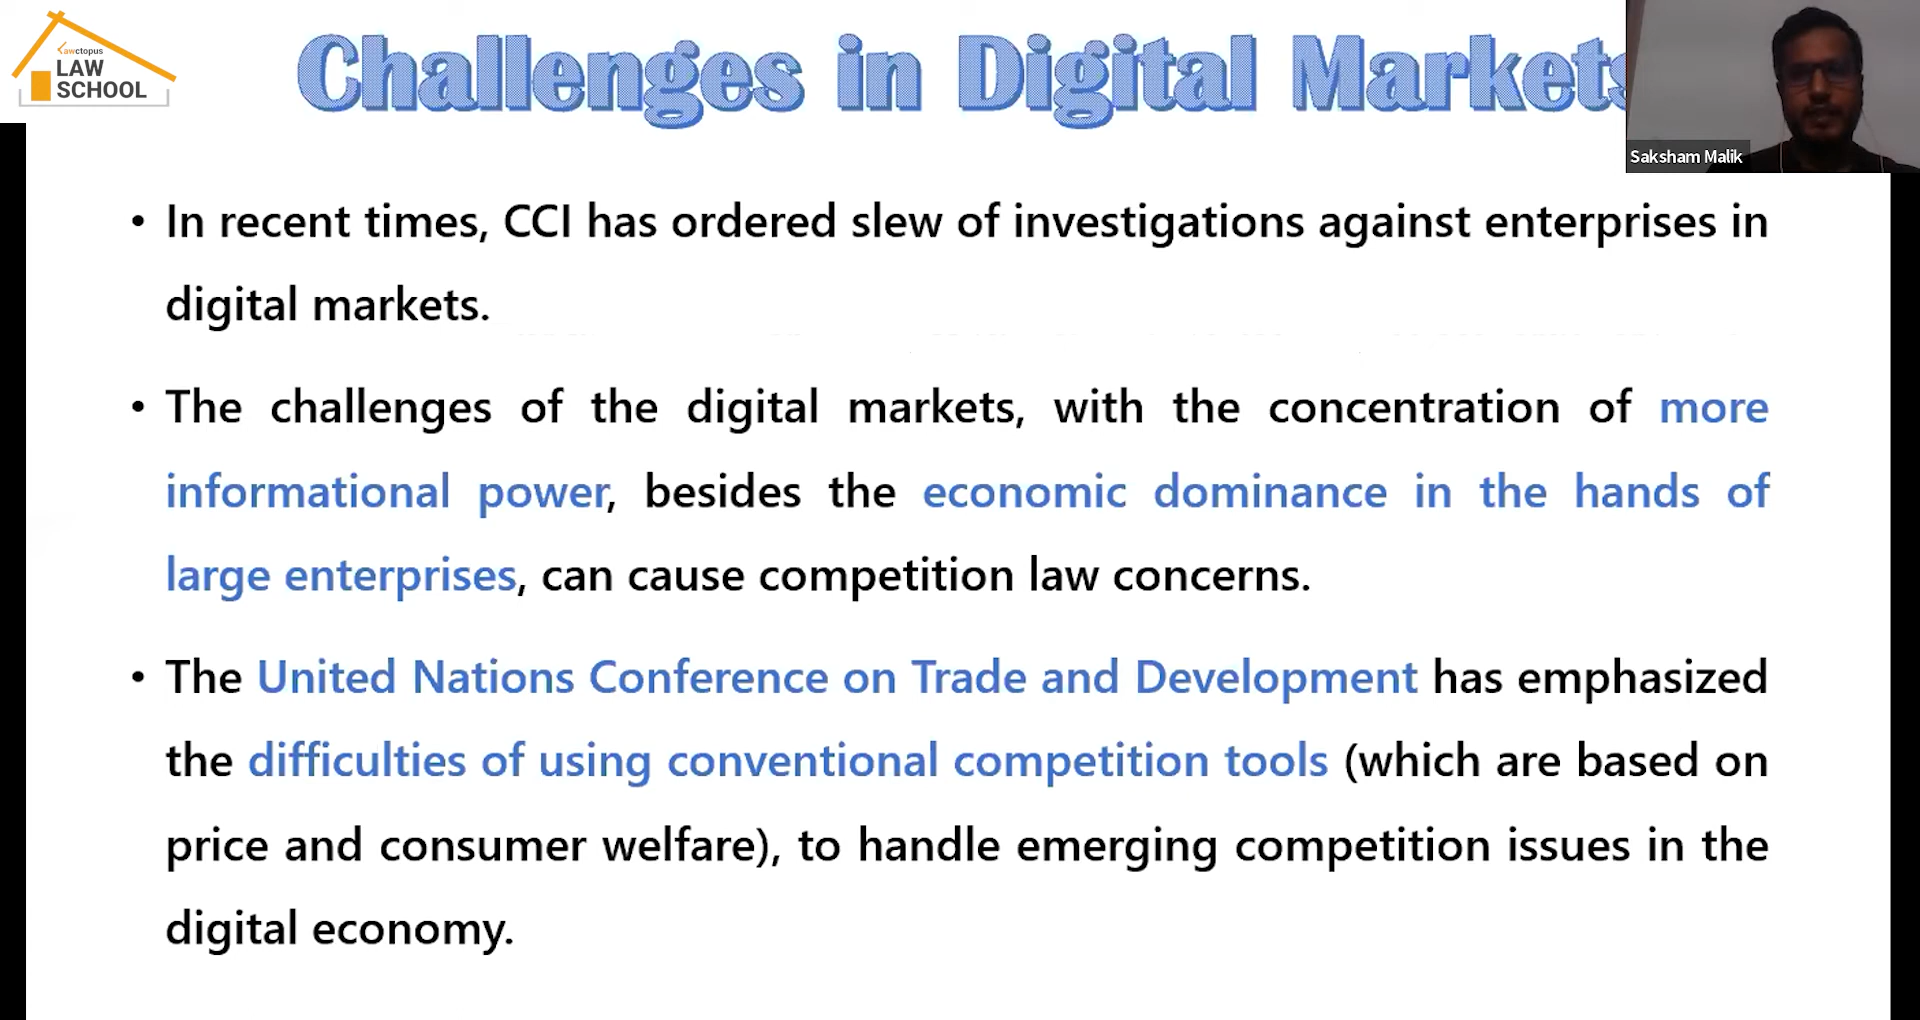 Lawctopus
LAW
SCHOOL
Challenges in Digital Markets
Saksham Malik
• In recent times, CCI has ordered slew of investigations against enterprises in
digital markets.
• The challenges of the digital markets, with the concentration of more
informational power, besides the economic dominance in the hands of
large enterprises, can cause competition law concerns.
• The United Nations Conference on Trade and Development has emphasized
the difficulties of using conventional competition tools (which are based on
price and consumer welfare), to handle emerging competition issues in the
digital economy.